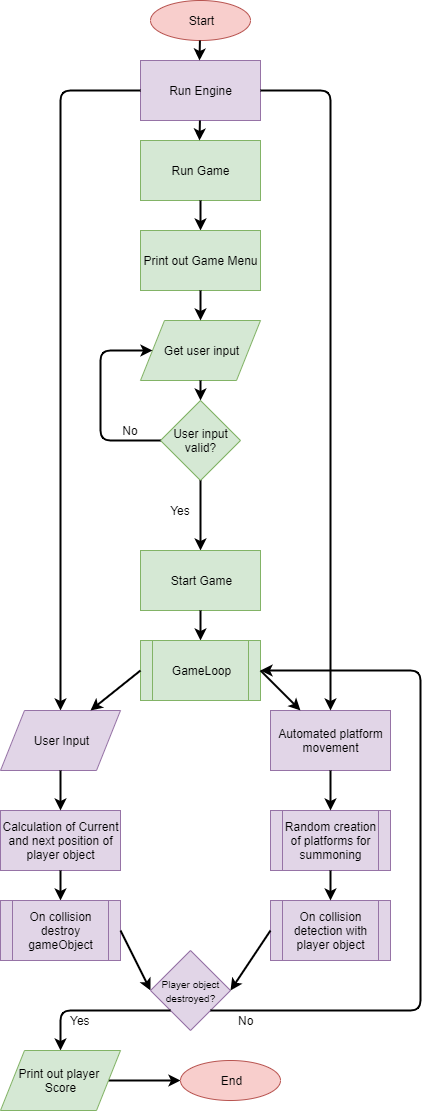 Start
Run Engine
Run Game
Print out Game Menu
Get user input
User input
valid?
No
Yes
Start Game
GameLoop
User Input
Automated platform
movement
Calculation of Current
and next position of
player object
Random creation
of platforms for
summoning
On collision
destroy
gameObject
On collision
detection with
player object
Player object
destroyed?
Yes
No
Print out player
Score
End